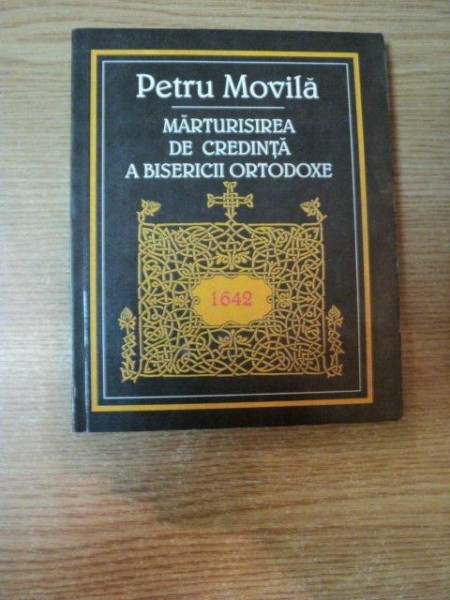 Petru Movilă
MĂRTURISIREA
DE CREDINȚĂ
A BISERICII ORTODOXE
1642